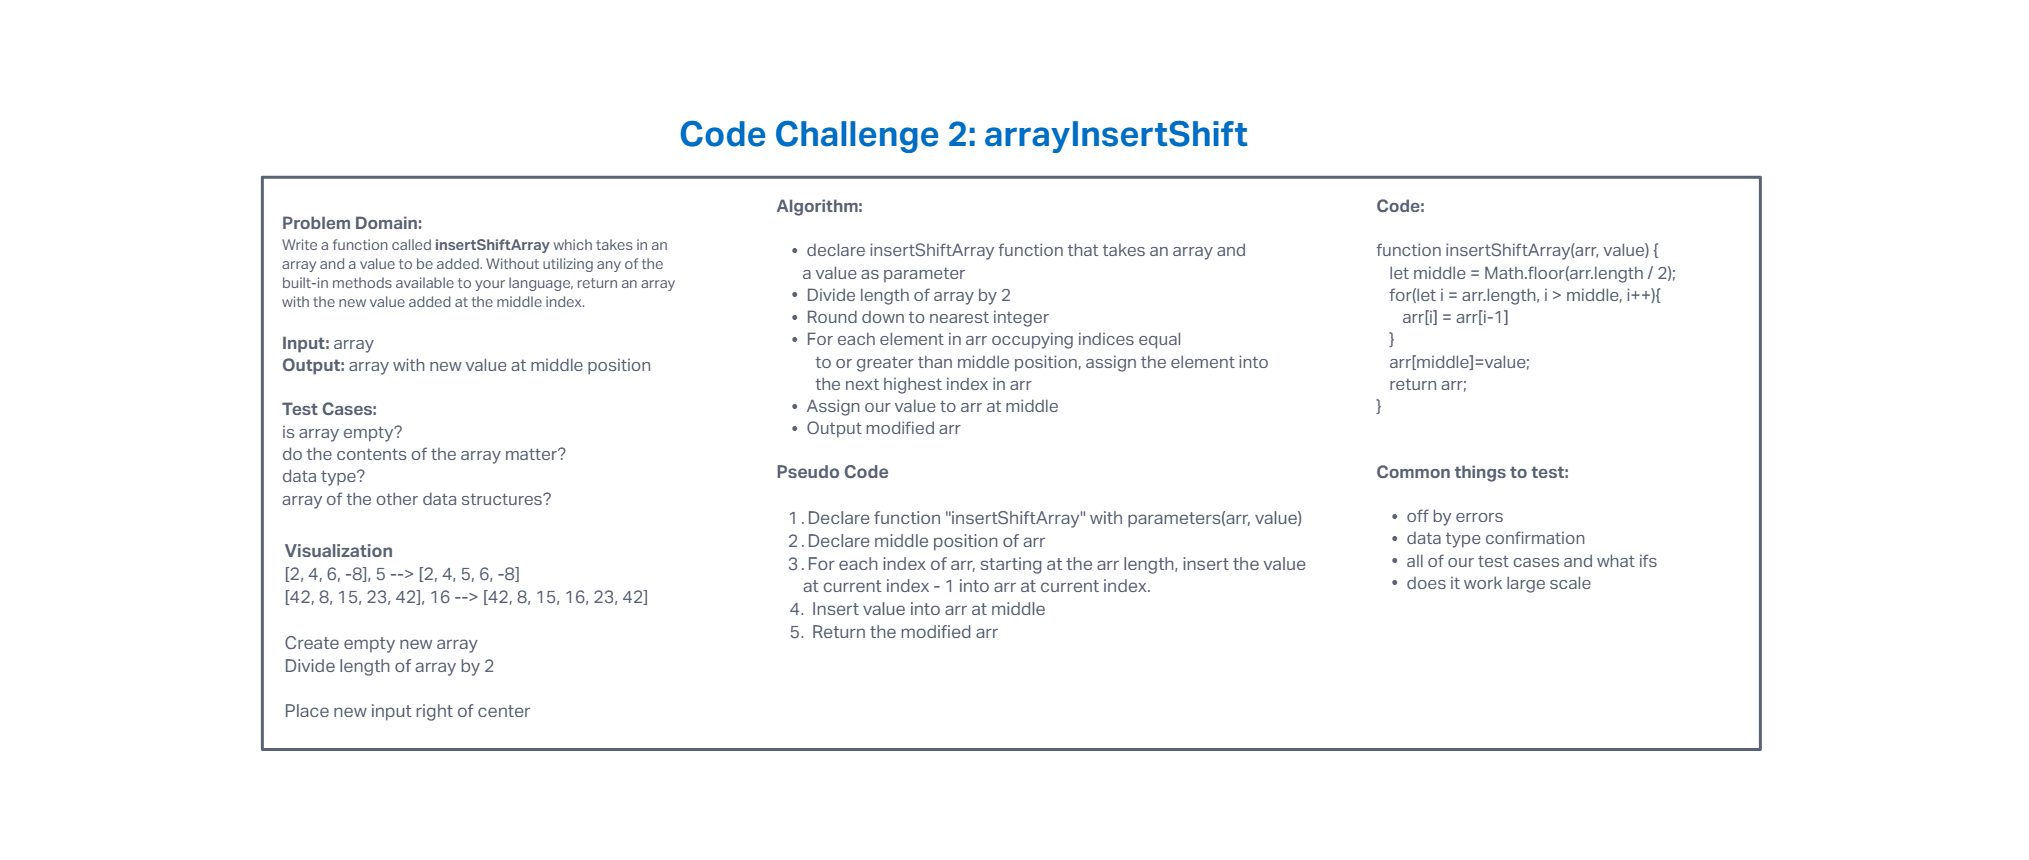 Code Challenge 2: arrayInsertShift
Problem Domain:
Write a function called insertShiftArray which takes in an
array and a value to be added. Without utilizing any of the
built-in methods available to your language, return an array
with the new value added at the middle index.
Input: array
Output: array with new value at middle position
Test Cases:
is array empty?
do the contents of the array matter?
data type?
array of the other data structures?
Visualization
[2, 4, 6, -8], 5 --> [2, 4, 5, 6, -8]
[42, 8, 15, 23, 42], 16 --> [42, 8, 15, 16, 23, 42]
Create empty new array
Divide length of array by 2
Place new input right of center
Algorithm:
• declare insertShiftArray function that takes an array and
a value as parameter
• Divide length of array by 2
• Round down to nearest integer
• For each element in arr occupying indices equal
to or greater than middle position, assign the element into
the next highest index in arr
• Assign our value to arr at middle
• Output modified arr
Pseudo Code
1. Declare function "insertShiftArray" with parameters(arr, value)
2. Declare middle position of arr
3. For each index of arr, starting at the arr length, insert the value
at current index - 1 into arr at current index.
4. Insert value into arr at middle
5. Return the modified arr
Code:
function insertShiftArray(arr, value) {
let middle = Math.floor(arr.length / 2);
for(let i = arr.length, i > middle, i++){
arr[i] = arr[i-1]
}
arr[middle]=value;
return arr;
}
Common things to test:
• off by errors
• data type confirmation
• all of our test cases and what ifs
• does it work large scale